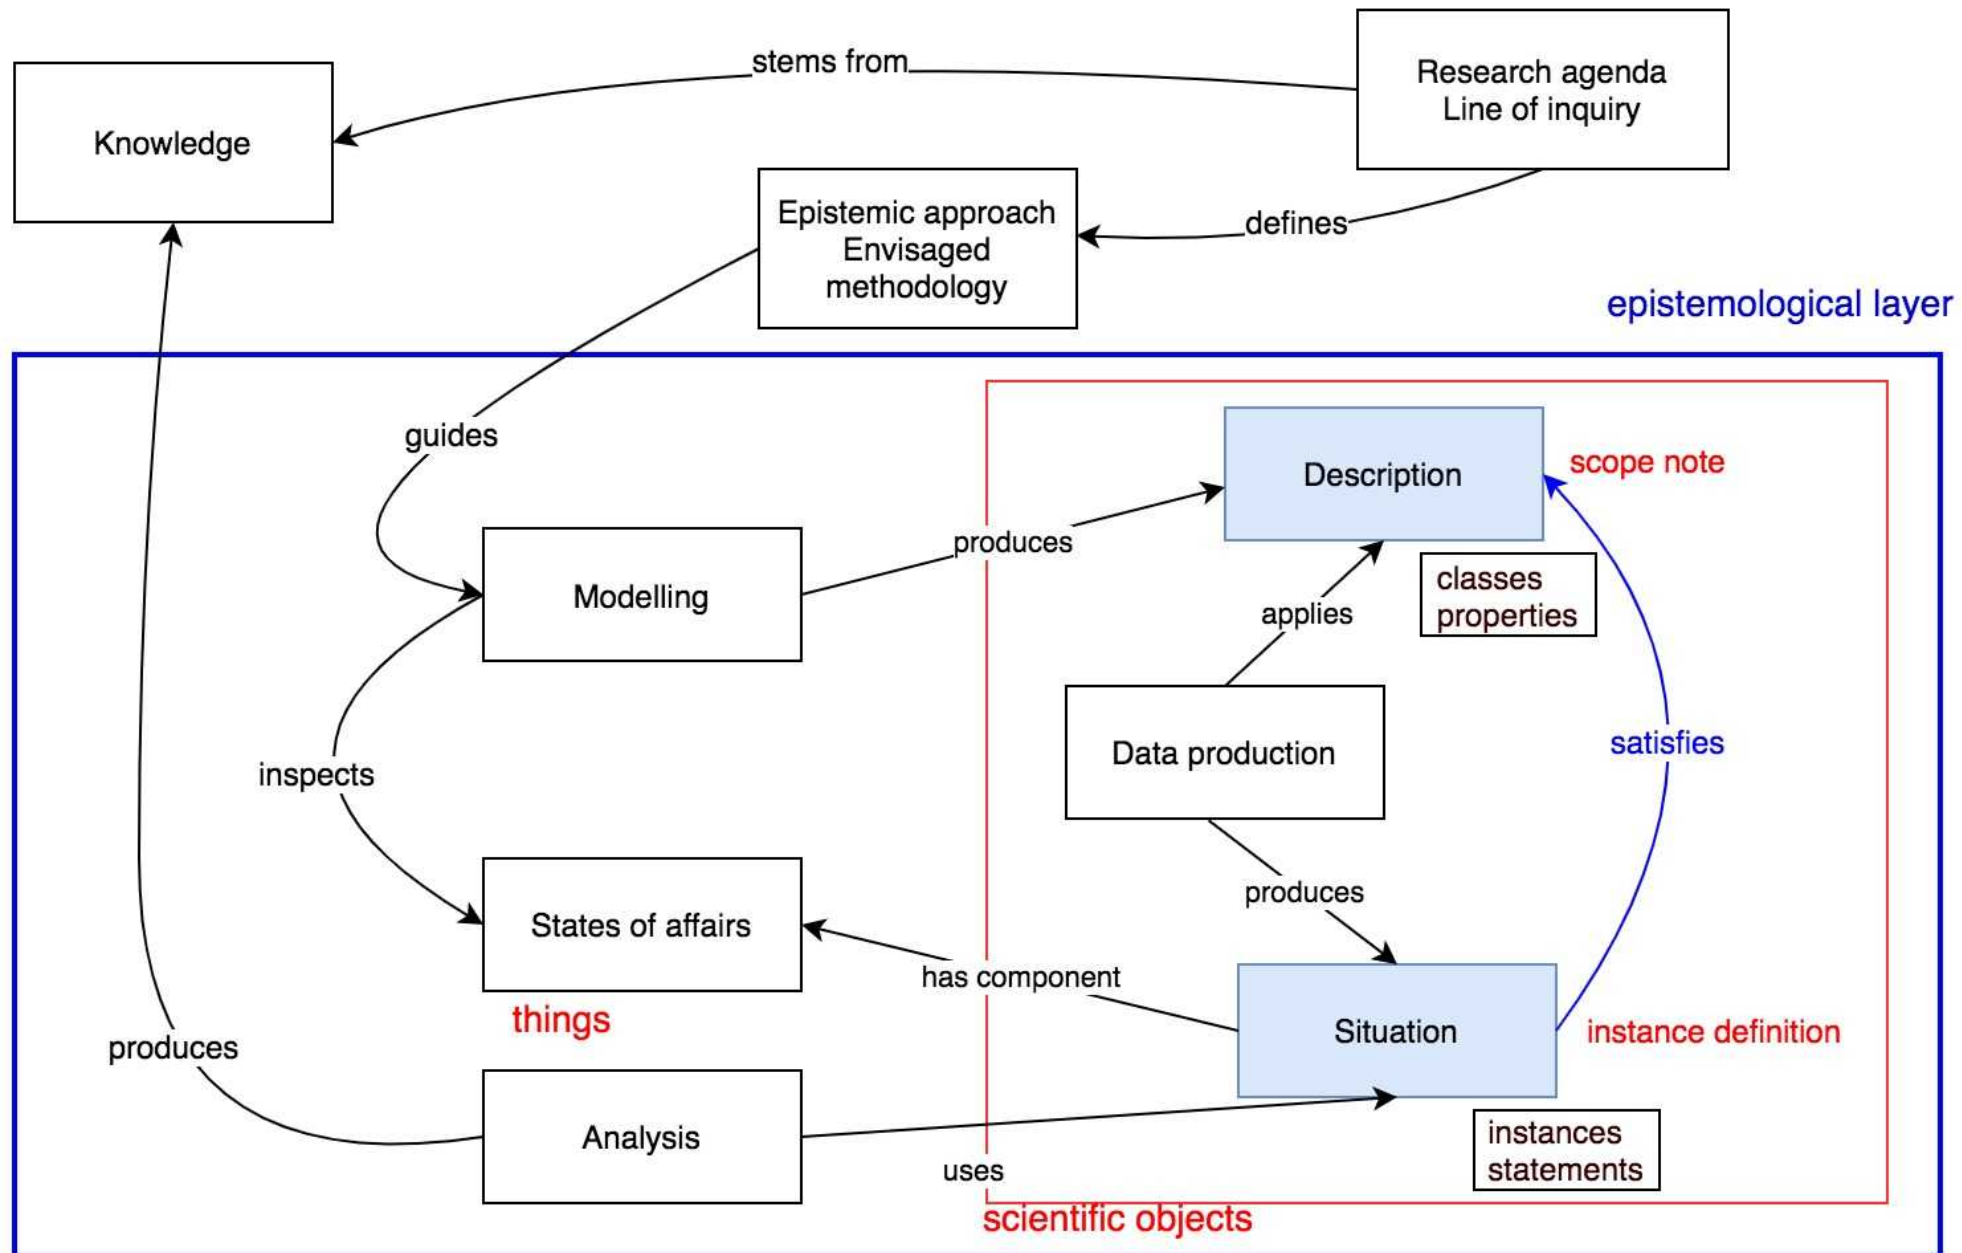 stems from
Research agenda
Line of inquiry
Knowledge
Epistemic approach
Envisaged
methodology
defines
epistemological layer
guides
Description
scope note
produces
classes
properties
applies
Modelling
Data production
satisfies
inspects
produces
States of affairs
has component
things
Situation
instance definition
produces
Analysis
uses
instances
statements
scientific objects